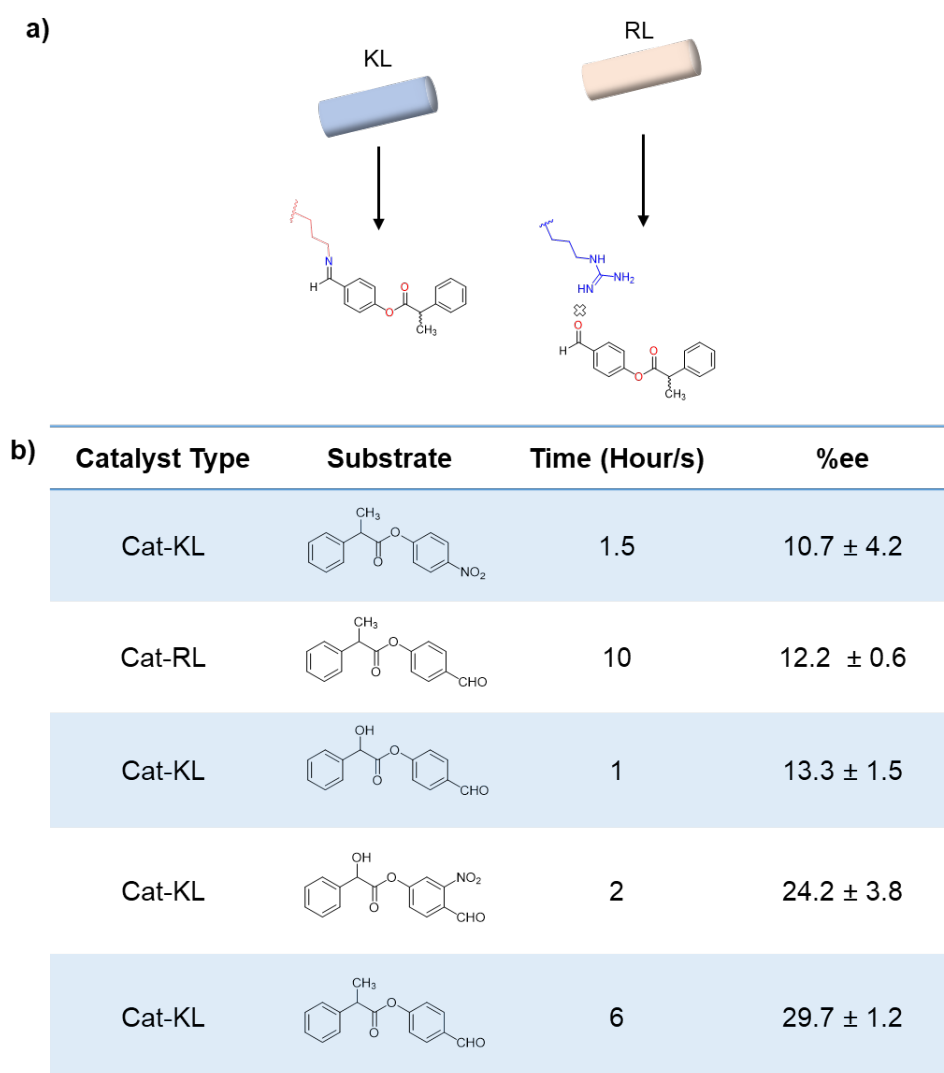 a)
KL
RL
N
H
O
O
CH₃
NH
HN
NH₂
O
H
O
O
CH₃
b)
Catalyst Type Substrate Time (Hour/s) %ee
Cat-KL CH₃ O O NO₂ 1.5 10.7 ± 4.2
Cat-RL CH₃ O O CHO 10 12.2 ± 0.6
Cat-KL OH O O CHO 1 13.3 ± 1.5
Cat-KL OH O O NO₂ CHO 2 24.2 ± 3.8
Cat-KL CH₃ O O CHO 6 29.7 ± 1.2